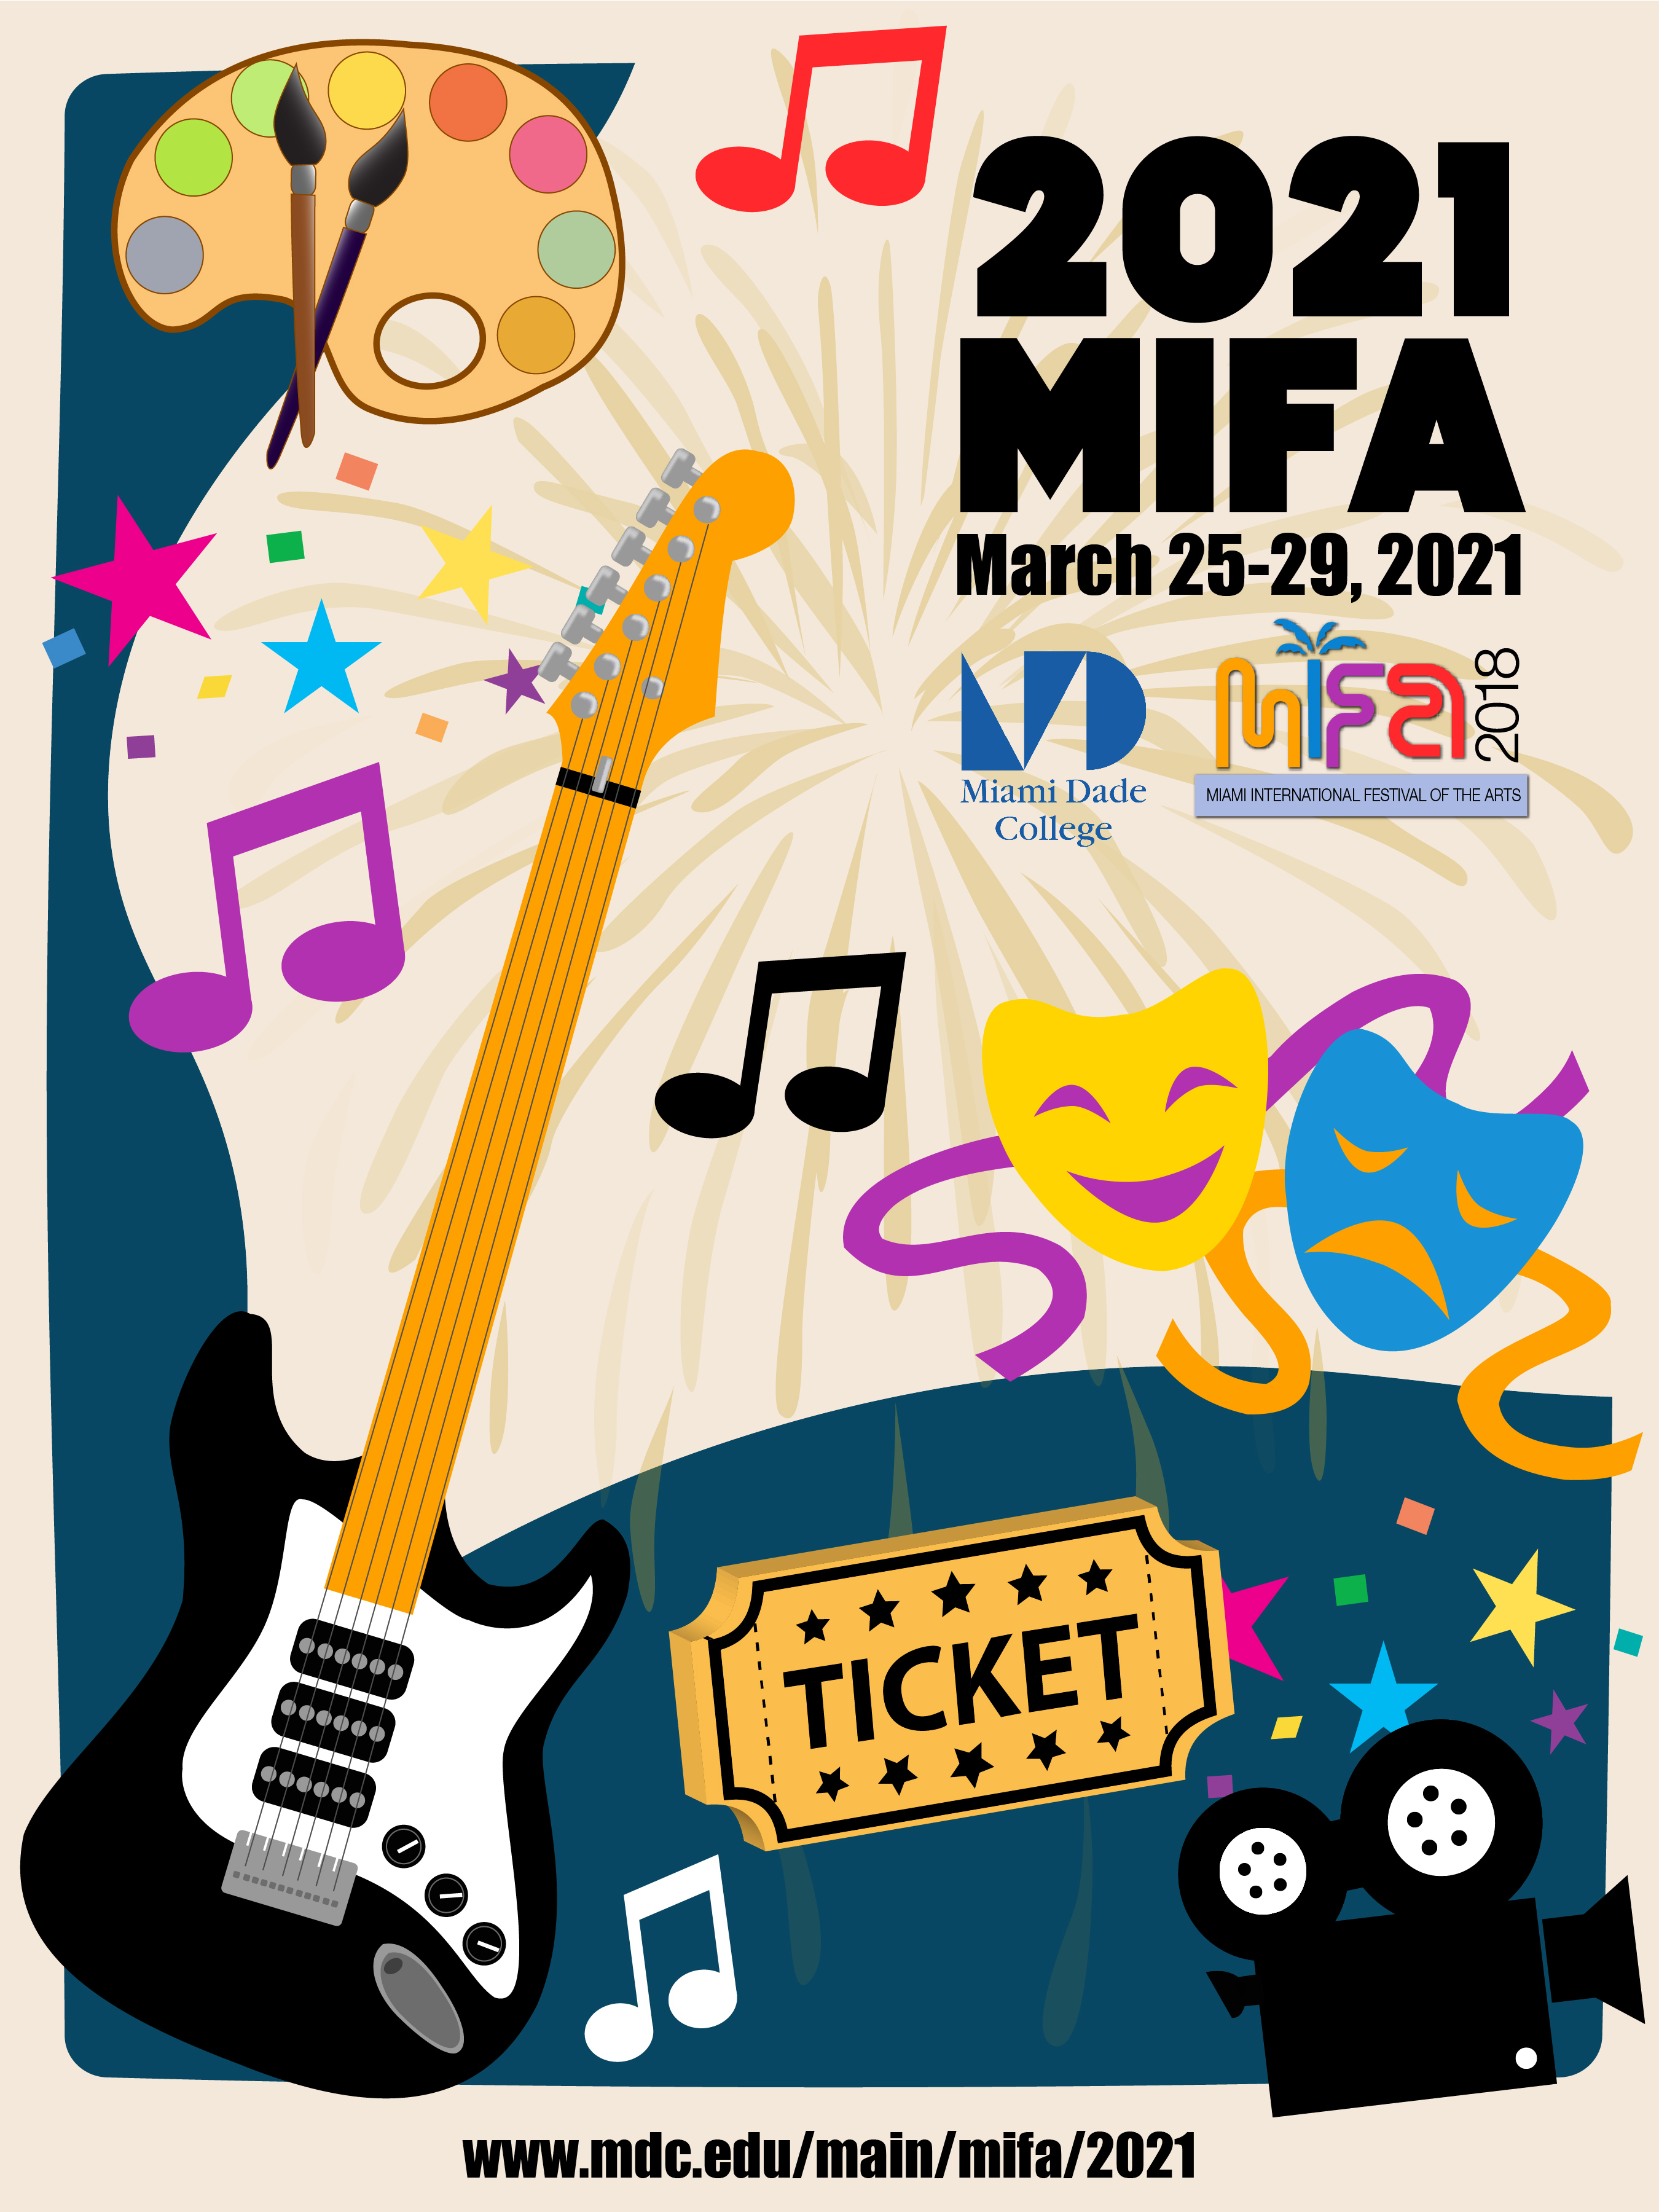 2021
MIFA
March 25-29, 2021
Miami Dade
College
mifa 2018
MIAMI INTERNATIONAL FESTIVAL OF THE ARTS
TICKET
www.mdc.edu/main/mifa/2021